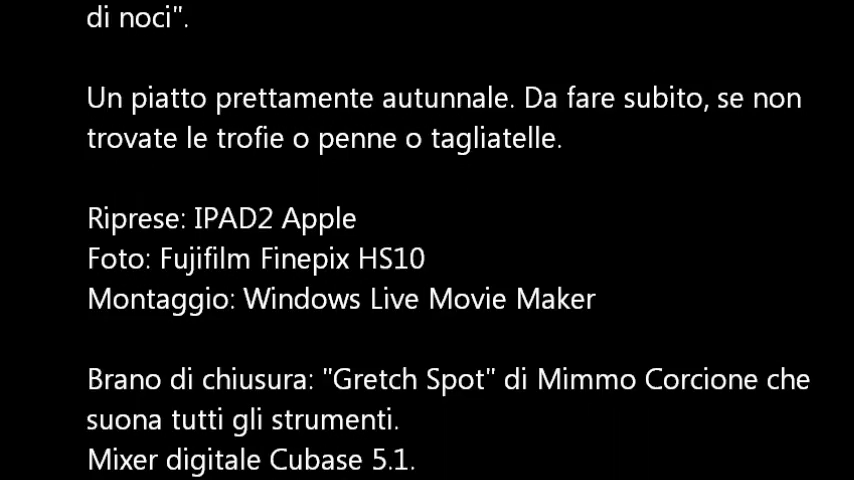 di noci".
Un piatto prettamente autunnale. Da fare subito, se non
trovate le trofie o penne o tagliatelle.
Riprese: IPAD2 Apple
Foto: Fujifilm Finepix HS10
Montaggio: Windows Live Movie Maker
Brano di chiusura: "Gretch Spot" di Mimmo Corcione che
suona tutti gli strumenti.
Mixer digitale Cubase 5.1.